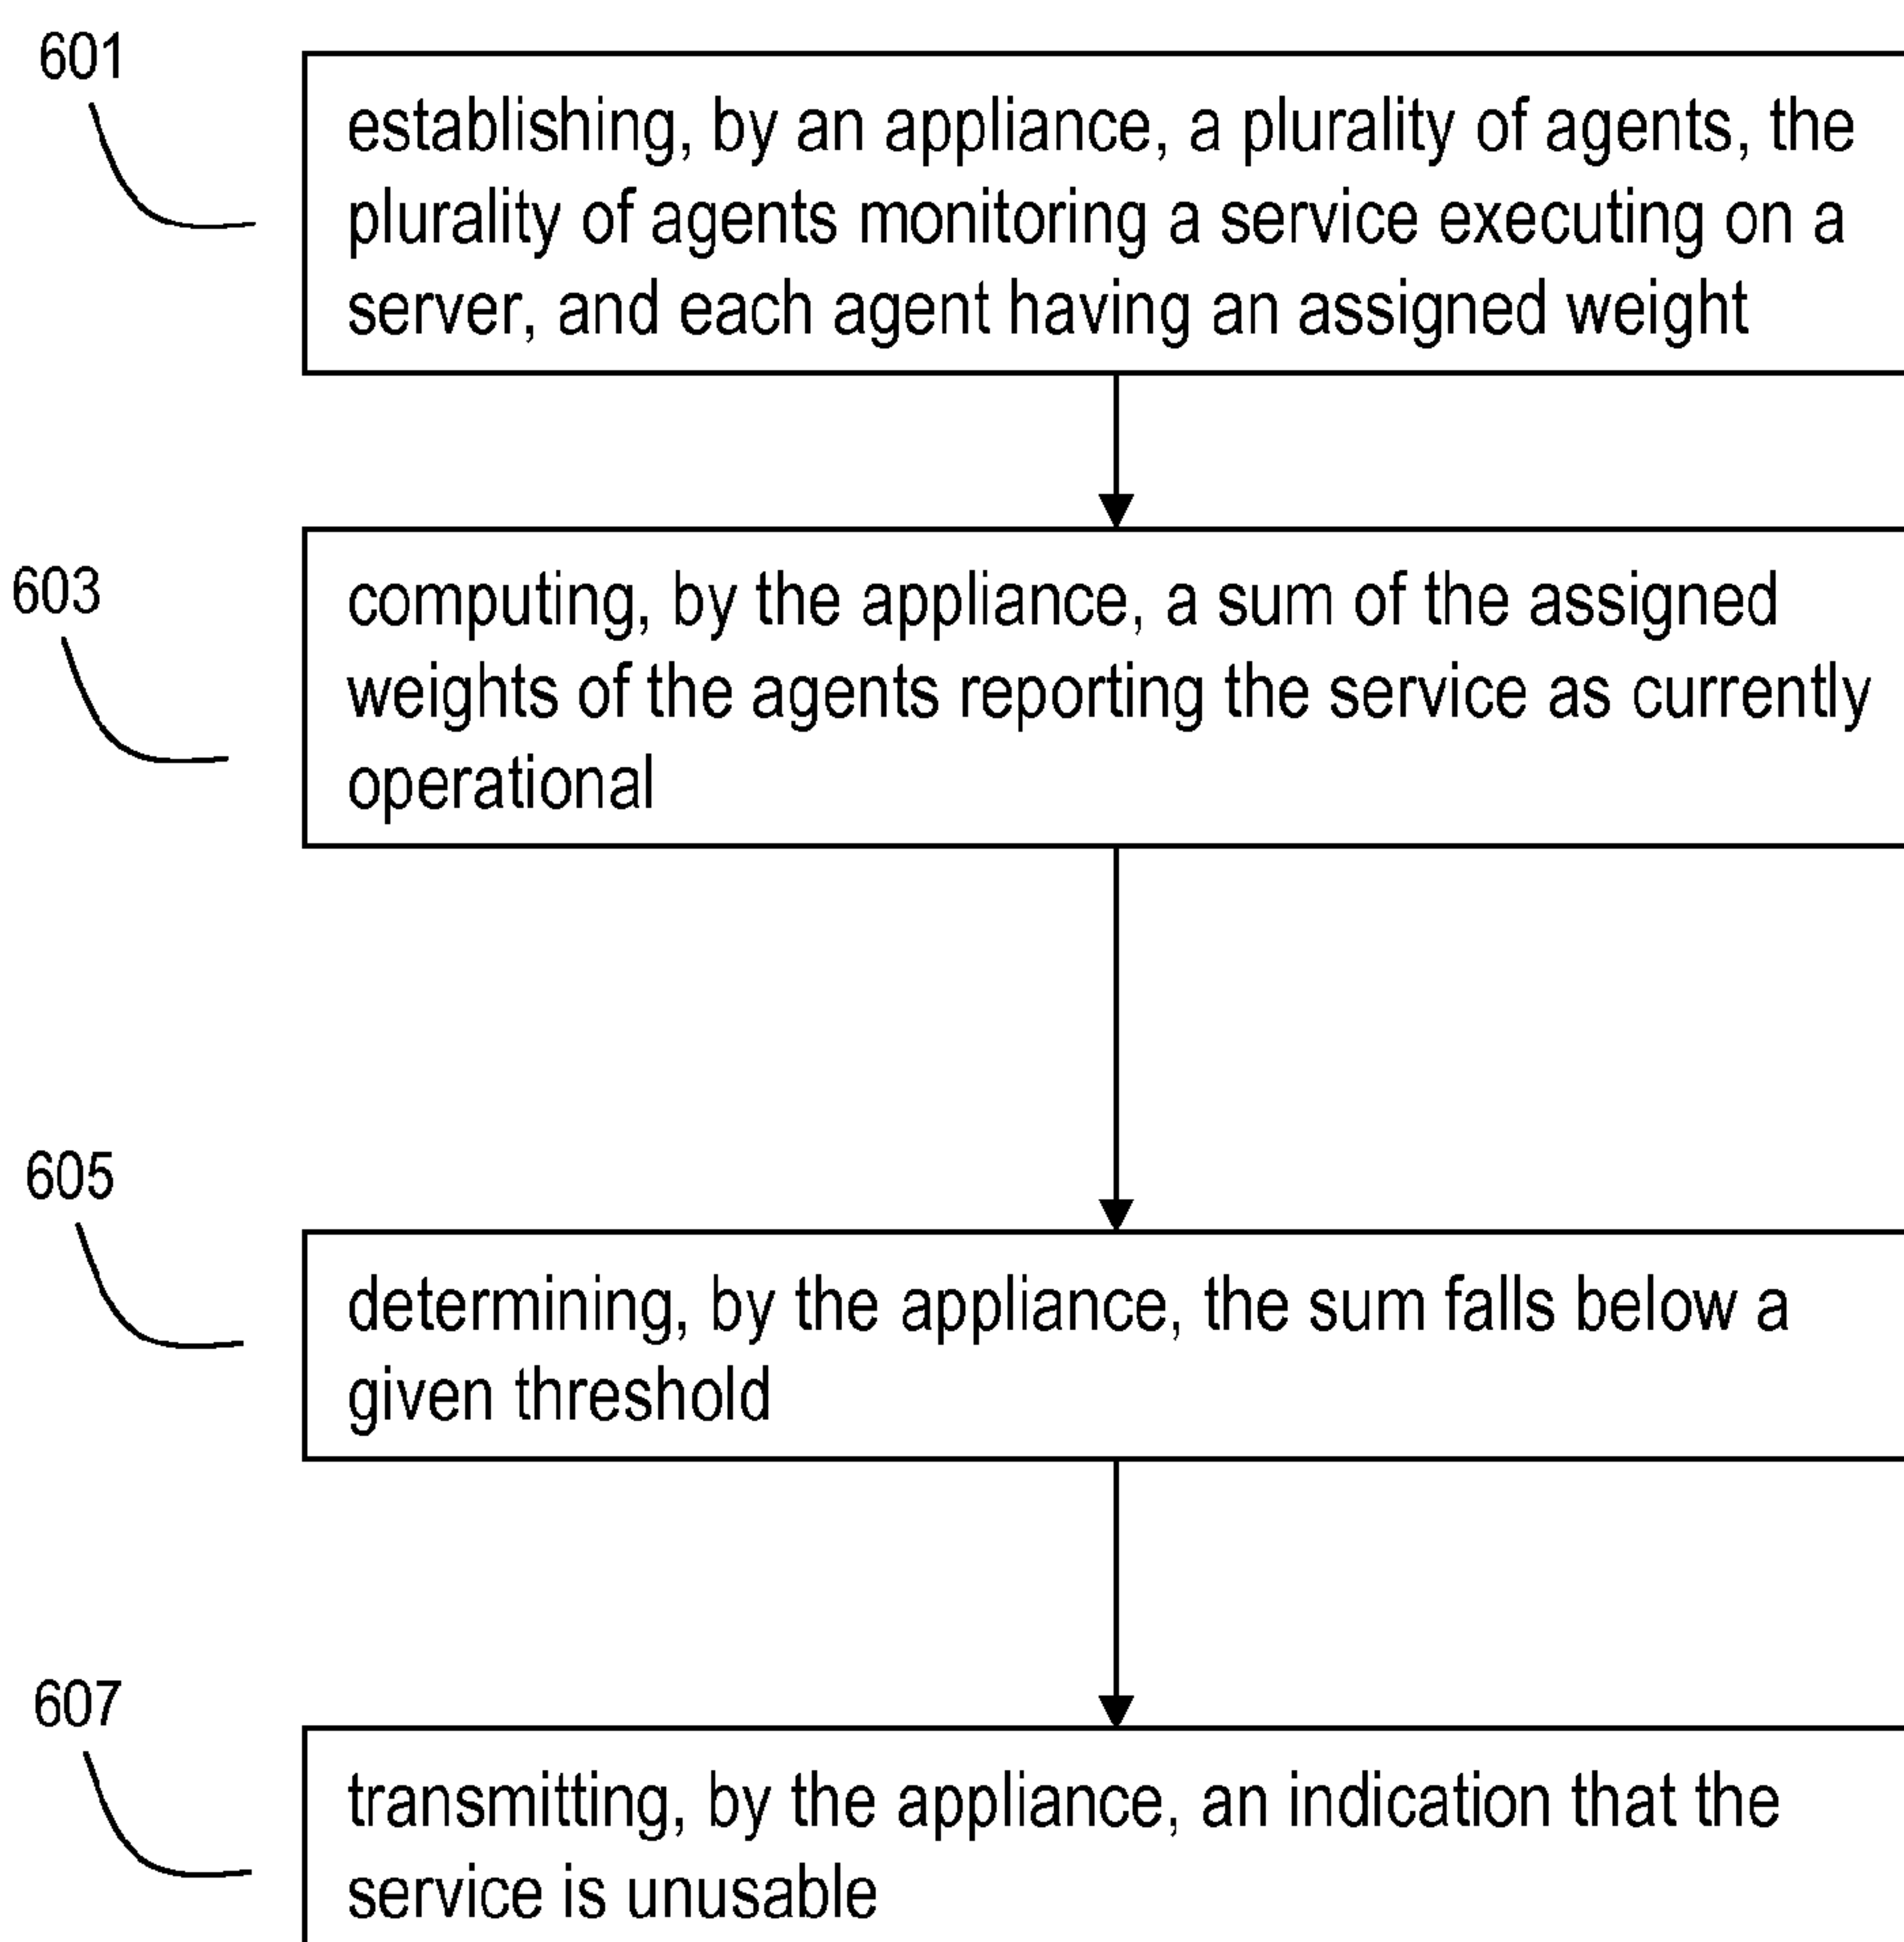 601
establishing, by an appliance, a plurality of agents, the
plurality of agents monitoring a service executing on a
server, and each agent having an assigned weight
603
computing, by the appliance, a sum of the assigned
weights of the agents reporting the service as currently
operational
605
determining, by the appliance, the sum falls below a
given threshold
607
transmitting, by the appliance, an indication that the
service is unusable